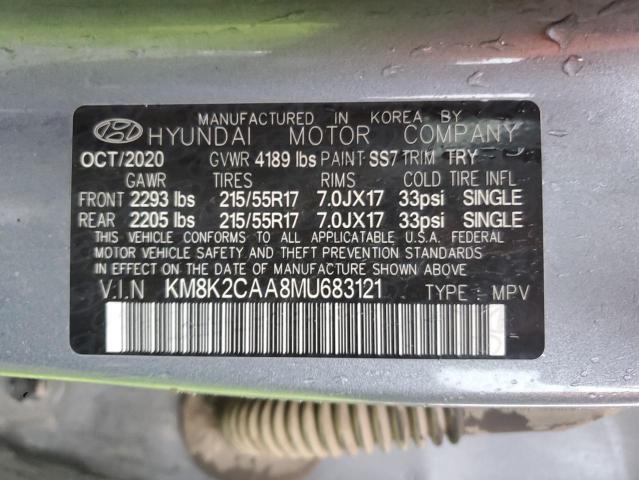 MANUFACTURED IN KOREA BY
HYUNDAI MOTOR COMPANY
OCT/2020 GVWR 4189 lbs PAINT SS7 TRIM TRY
GAWR TIRES RIMS COLD TIRE INFL
FRONT 2293 lbs 215/55R17 7.0JX17 33psi SINGLE
REAR 2205 lbs 215/55R17 7.0JX17 33psi SINGLE
THIS VEHICLE CONFORMS TO ALL APPLICATABLE U.S.A. FEDERAL
MOTOR VEHICLE SAFETY AND THEFT PREVENTION STANDARDS
IN EFFECT ON THE DATE OF MANUFACTURE SHOWN ABOVE.
V.I.N KM8K2CAA8MU683121 TYPE : MPV